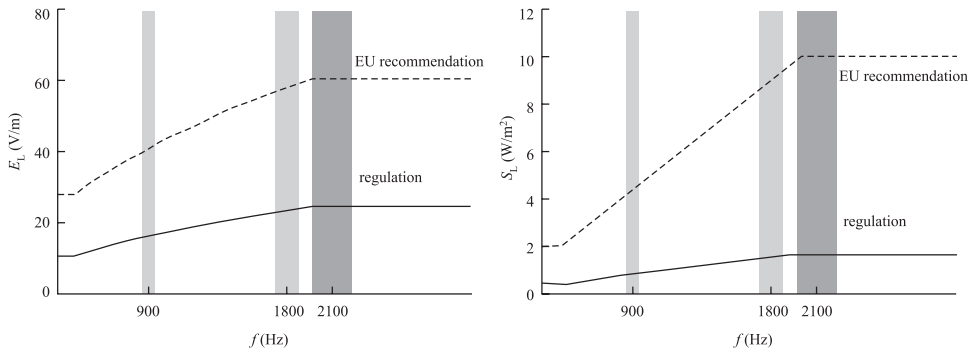 80
60
40
20
0
E_L (V/m)
EU recommendation
regulation
900
1800
2100
f (Hz)
12
10
8
6
4
2
0
S_L (W/m²)
EU recommendation
regulation
900
1800
2100
f (Hz)